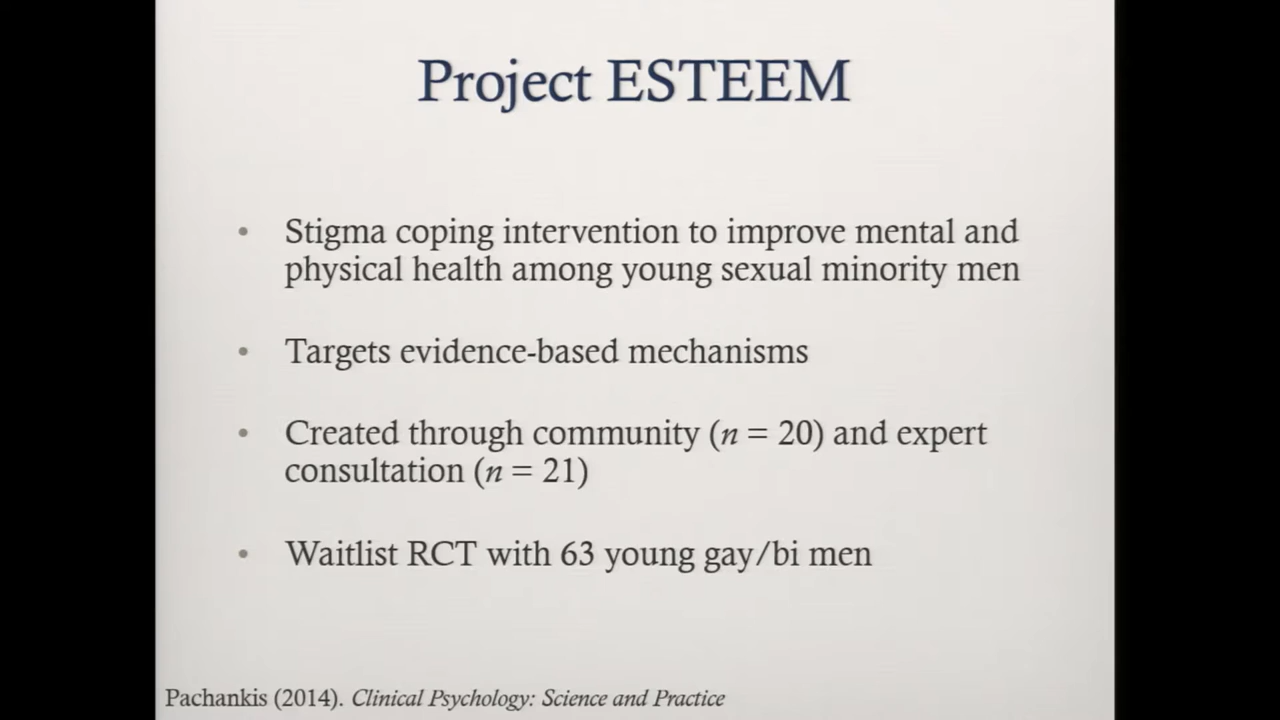 Project ESTEEM
• Stigma coping intervention to improve mental and
physical health among young sexual minority men
• Targets evidence-based mechanisms
• Created through community (n = 20) and expert
consultation (n = 21)
• Waitlist RCT with 63 young gay/bi men
Pachankis (2014). Clinical Psychology: Science and Practice